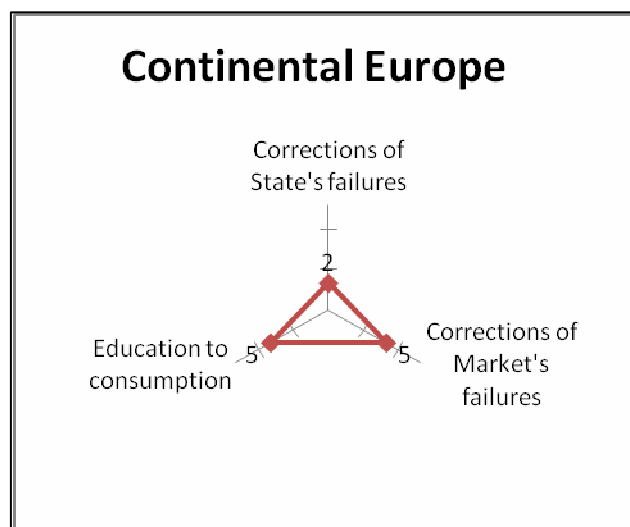 Continental Europe
Corrections of
State's failures
2
Education to
consumption
5
5
Corrections of
Market's
failures